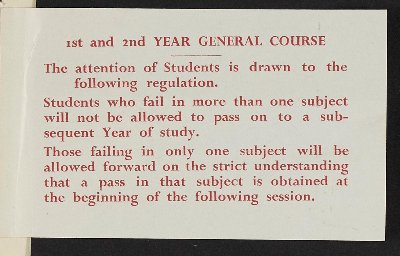 1st and 2nd YEAR GENERAL COURSE
The attention of Students is drawn to the
following regulation.
Students who fail in more than one subject
will not be allowed to pass on to a sub-
sequent Year of study.
Those failing in only one subject will be
allowed forward on the strict understanding
that a pass in that subject is obtained at
the beginning of the following session.